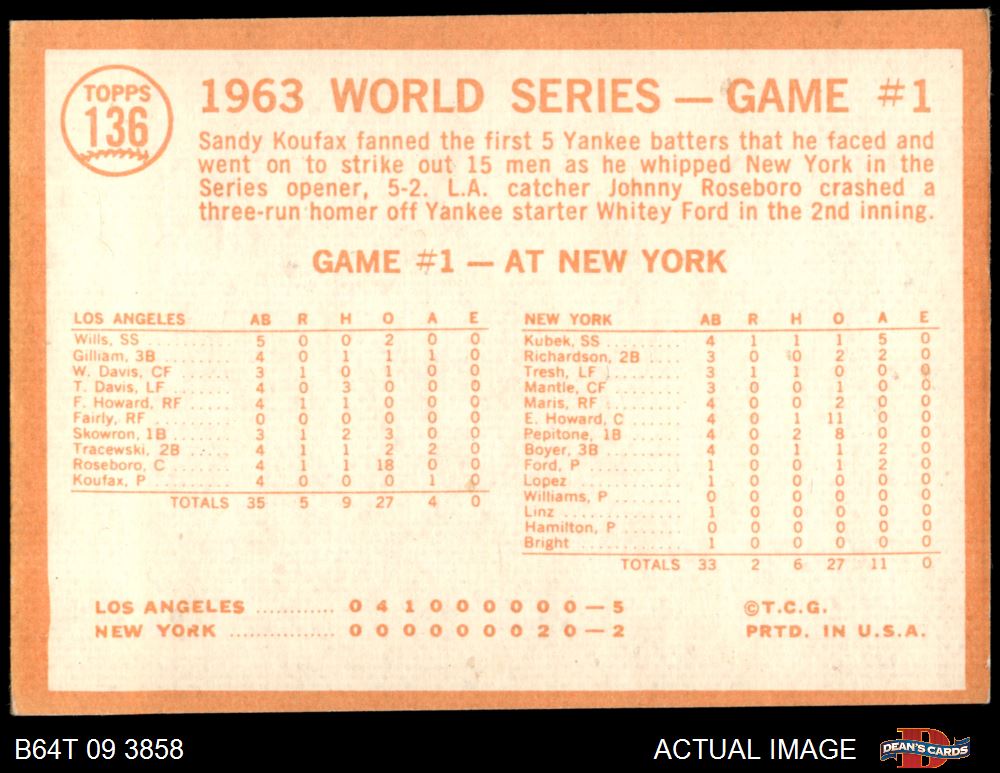 TOPPS
136
1963 WORLD SERIES — GAME #1
Sandy Koufax fanned the first 5 Yankee batters that he faced and
went on to strike out 15 men as he whipped New York in the
Series opener, 5-2. L.A. catcher Johnny Roseboro crashed a
three-run homer off Yankee starter Whitey Ford in the 2nd inning.
GAME #1 — AT NEW YORK
LOS ANGELES AB R H O A E
Wills, SS 5 0 0 2 0 0
Gilliam, 3B 4 0 1 1 1 0
W. Davis, CF 3 1 0 1 0 0
T. Davis, LF 4 0 3 0 0 0
F. Howard, RF 4 1 1 0 0 0
Fairly, RF 0 0 0 0 0 0
Skowron, 1B 3 1 2 3 0 0
Tracewski, 2B 4 1 1 2 2 0
Roseboro, C 4 1 1 18 0 0
Koufax, P 4 0 0 0 1 0
TOTALS 35 5 9 27 4 0
NEW YORK AB R H O A E
Kubek, SS 4 1 1 1 5 0
Richardson, 2B 3 0 0 2 2 0
Tresh, LF 3 1 1 0 0 0
Mantle, CF 3 0 0 1 0 0
Maris, RF 4 0 0 2 0 0
E. Howard, C 4 0 1 11 0 0
Pepitone, 1B 4 0 2 8 0 0
Boyer, 3B 4 0 1 1 2 0
Ford, P 1 0 0 1 2 0
Lopez 1 0 0 0 0 0
Williams, P 0 0 0 0 0 0
Linz 1 0 0 0 0 0
Hamilton, P 0 0 0 0 0 0
Bright 1 0 0 0 0 0
TOTALS 33 2 6 27 11 0
LOS ANGELES ............ 0 4 1 0 0 0 0 0 0 — 5
NEW YORK ................ 0 0 0 0 0 0 0 2 0 — 2
©T.C.G.
PRTD. IN U.S.A.
B64T 09 3858
ACTUAL IMAGE
DEAN'S CARDS